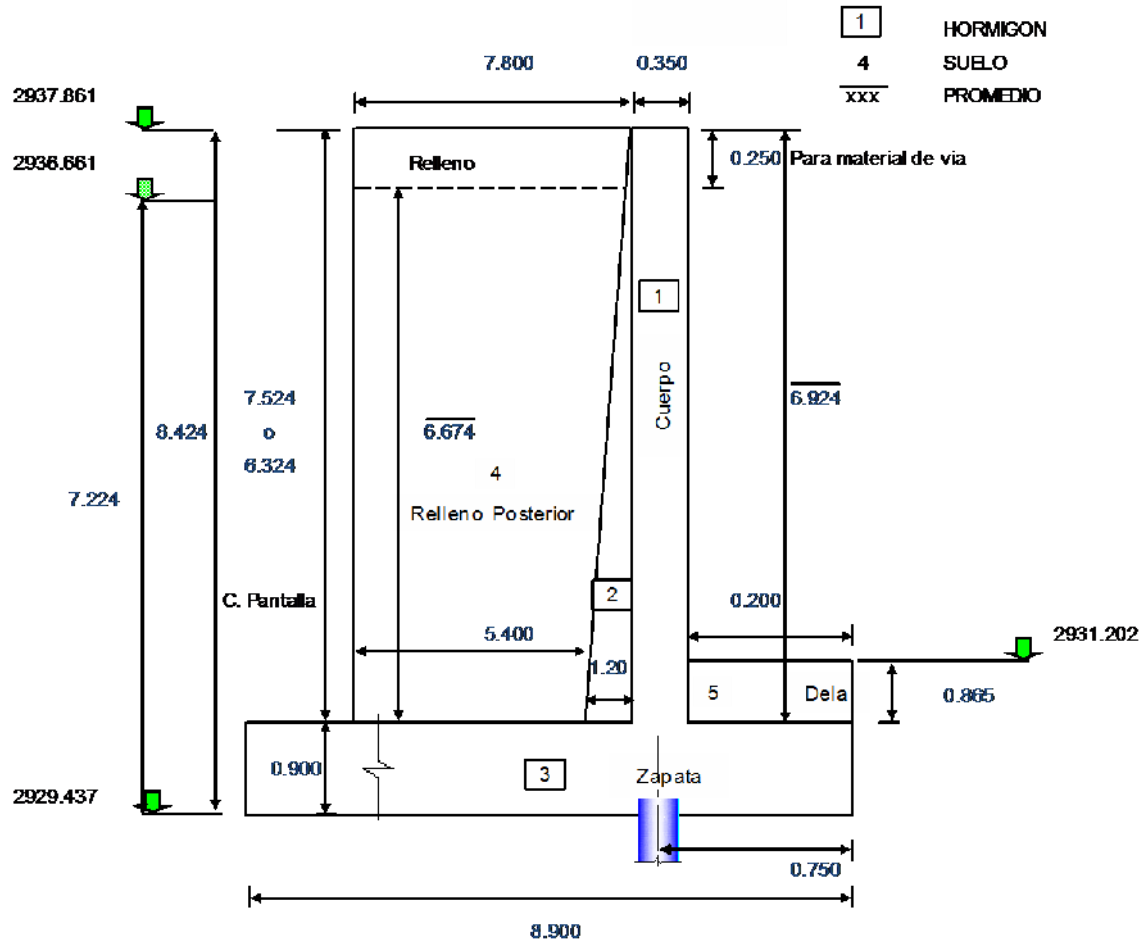 1 HORMIGON
7.800 0.350
4 SUELO
xxx PROMEDIO
2937.861
2936.661
Relleno
0.250 Para material de via
1
Cuerpo
7.524
o
6.324
6.674
6.924
8.424
4
7.224
Relleno Posterior
2
C. Pantalla
0.200
5.400
1.20
2931.202
5 Dela
0.865
0.900
3
Zapata
2929.437
0.750
8.900